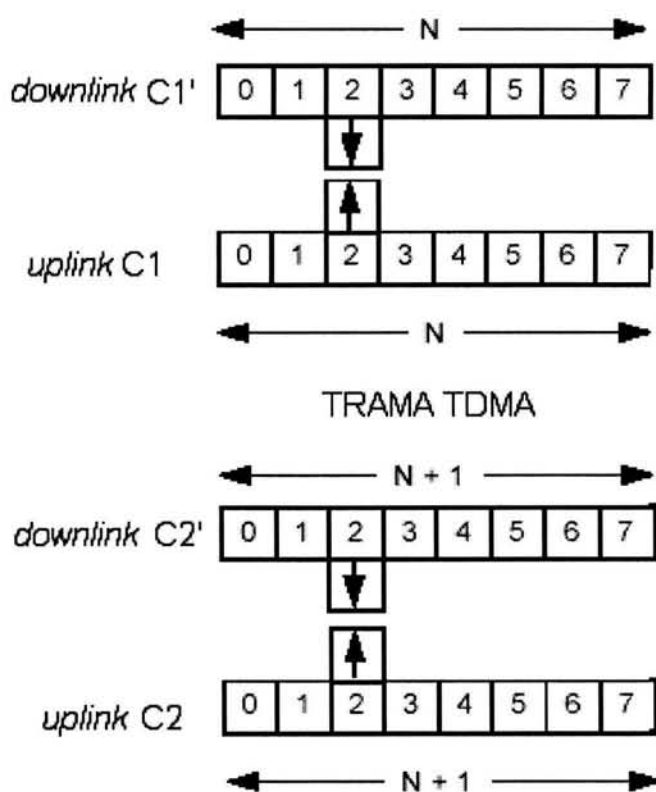 N
downlink C1' 0 1 2 3 4 5 6 7
uplink C1 0 1 2 3 4 5 6 7
N
TRAMA TDMA
N + 1
downlink C2' 0 1 2 3 4 5 6 7
uplink C2 0 1 2 3 4 5 6 7
N + 1